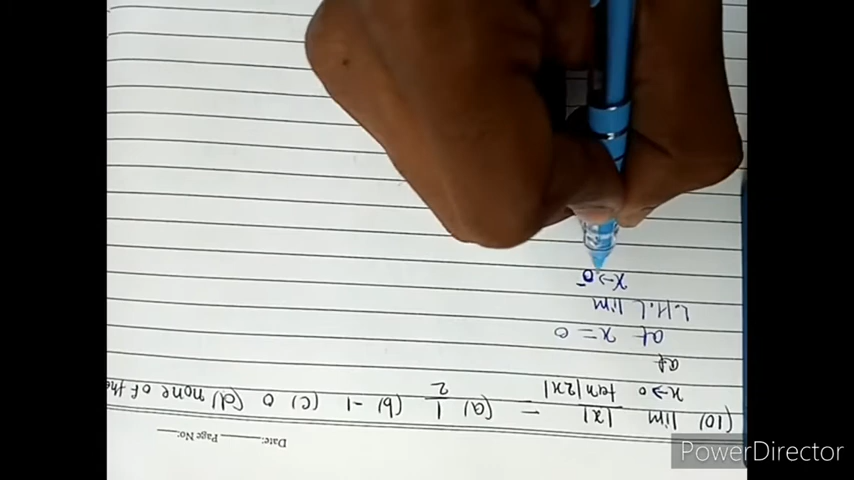 Date: Page No:
(10) lim |x| = (a) 1 (b) -1 (c) 0 (d) none of the
x→0 tan|2x| 2
at
at x = 0
L.H.L lim
x→0⁻
PowerDirector